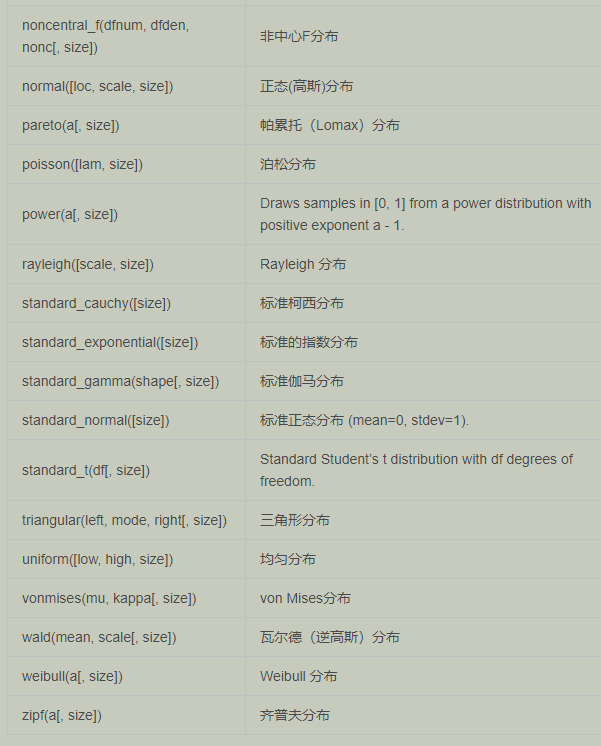 noncentral_f(dfnum, dfden,
nonc[, size])
非中心F分布
normal([loc, scale, size])
正态(高斯)分布
pareto(a[, size])
帕累托（Lomax）分布
poisson([lam, size])
泊松分布
power(a[, size])
Draws samples in [0, 1] from a power distribution with
positive exponent a - 1.
rayleigh([scale, size])
Rayleigh 分布
standard_cauchy([size])
标准柯西分布
standard_exponential([size])
标准的指数分布
standard_gamma(shape[, size])
标准伽马分布
standard_normal([size])
标准正态分布 (mean=0, stdev=1).
standard_t(df[, size])
Standard Student’s t distribution with df degrees of
freedom.
triangular(left, mode, right[, size])
三角形分布
uniform([low, high, size])
均匀分布
vonmises(mu, kappa[, size])
von Mises分布
wald(mean, scale[, size])
瓦尔德（逆高斯）分布
weibull(a[, size])
Weibull 分布
zipf(a[, size])
齐普夫分布